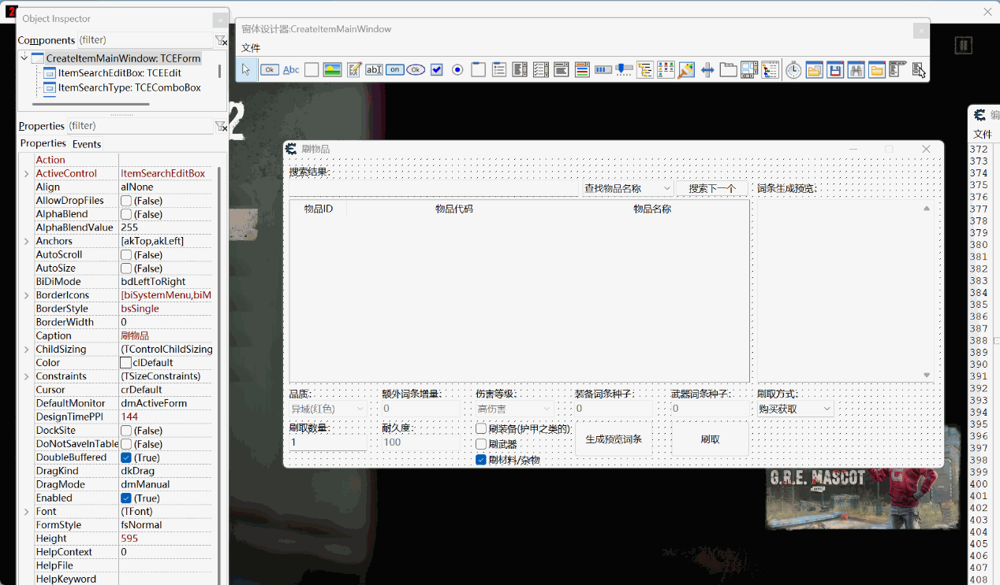 2
Object Inspector
Components (filter)
CreateItemMainWindow: TCEForm
ItemSearchEditBox: TCEEdit
ItemSearchType: TCEComboBox
Properties (filter)
Properties Events
Action
ActiveControl ItemSearchEditBox
Align alNone
AllowDropFiles (False)
AlphaBlend (False)
AlphaBlendValue 255
Anchors [akTop,akLeft]
AutoScroll (False)
AutoSize (False)
BiDiMode bdLeftToRight
BorderIcons [biSystemMenu,biM
BorderStyle bsSingle
BorderWidth 0
Caption 刷物品
ChildSizing (TControlChildSizing
Color clDefault
Constraints (TSizeConstraints)
Cursor crDefault
DefaultMonitor dmActiveForm
DesignTimePPI 144
DockSite (False)
DoNotSaveInTable (False)
DoubleBuffered (True)
DragKind dkDrag
DragMode dmManual
Enabled (True)
Font (TFont)
FormStyle fsNormal
Height 595
HelpContext 0
HelpFile
HelpKeyword
窗体设计器:CreateItemMainWindow
文件
Ok Abc abI on Ok
2
刷物品
搜索结果:
查找物品名称 搜索下一个 词条生成预览:
物品ID 物品代码 物品名称
品质: 额外词条增量: 伤害等级: 装备词条种子: 武器词条种子: 刷取方式:
异域(红色) 0 高伤害 0 0 购买获取
刷取数量: 耐久度: 刷装备(护甲之类的)
1 100 刷武器
刷材料/杂物
生成预览词条 刷取
G.R.E. MASCOT
编
文件
372
373
374
375
376
377
378
379
380
381
382
383
384
385
386
387
388
389
390
391
392
393
394
395
396
397
398
399
400
401
402
403
404
405
406
407
408